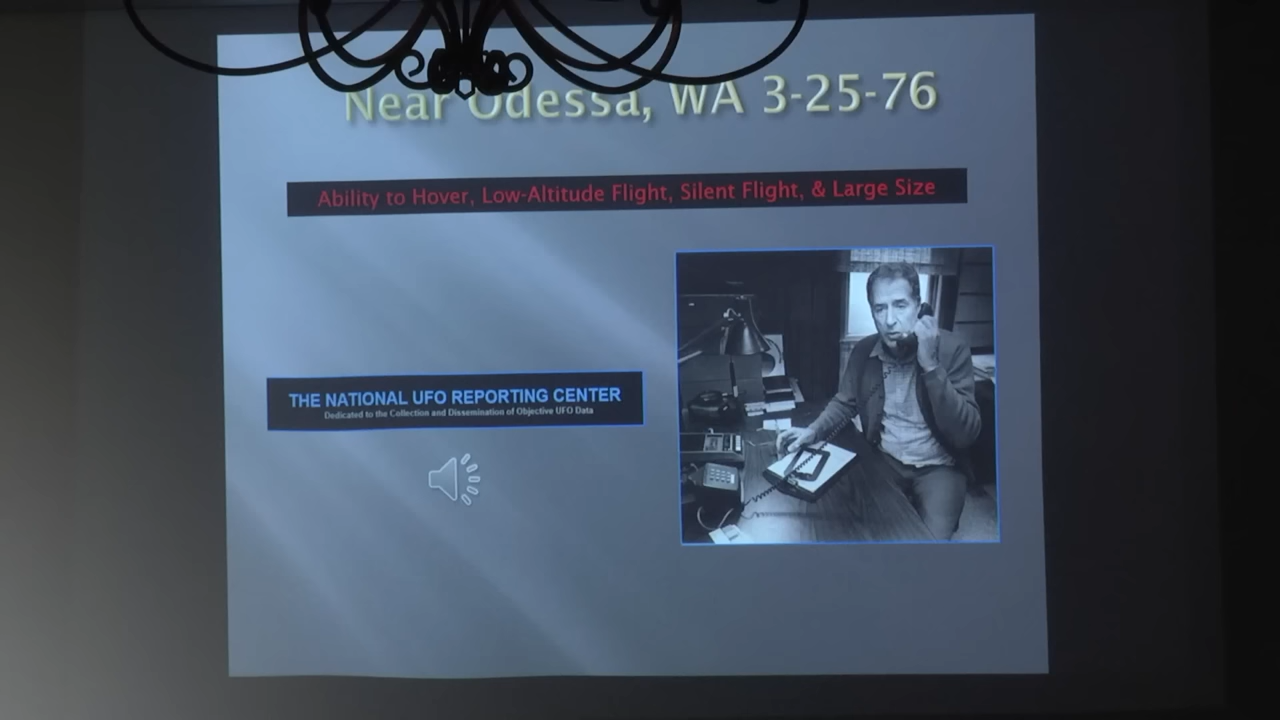 Near Odessa, WA 3-25-76
Ability to Hover, Low-Altitude Flight, Silent Flight, & Large Size
THE NATIONAL UFO REPORTING CENTER
Dedicated to the Collection and Dissemination of Objective UFO Data